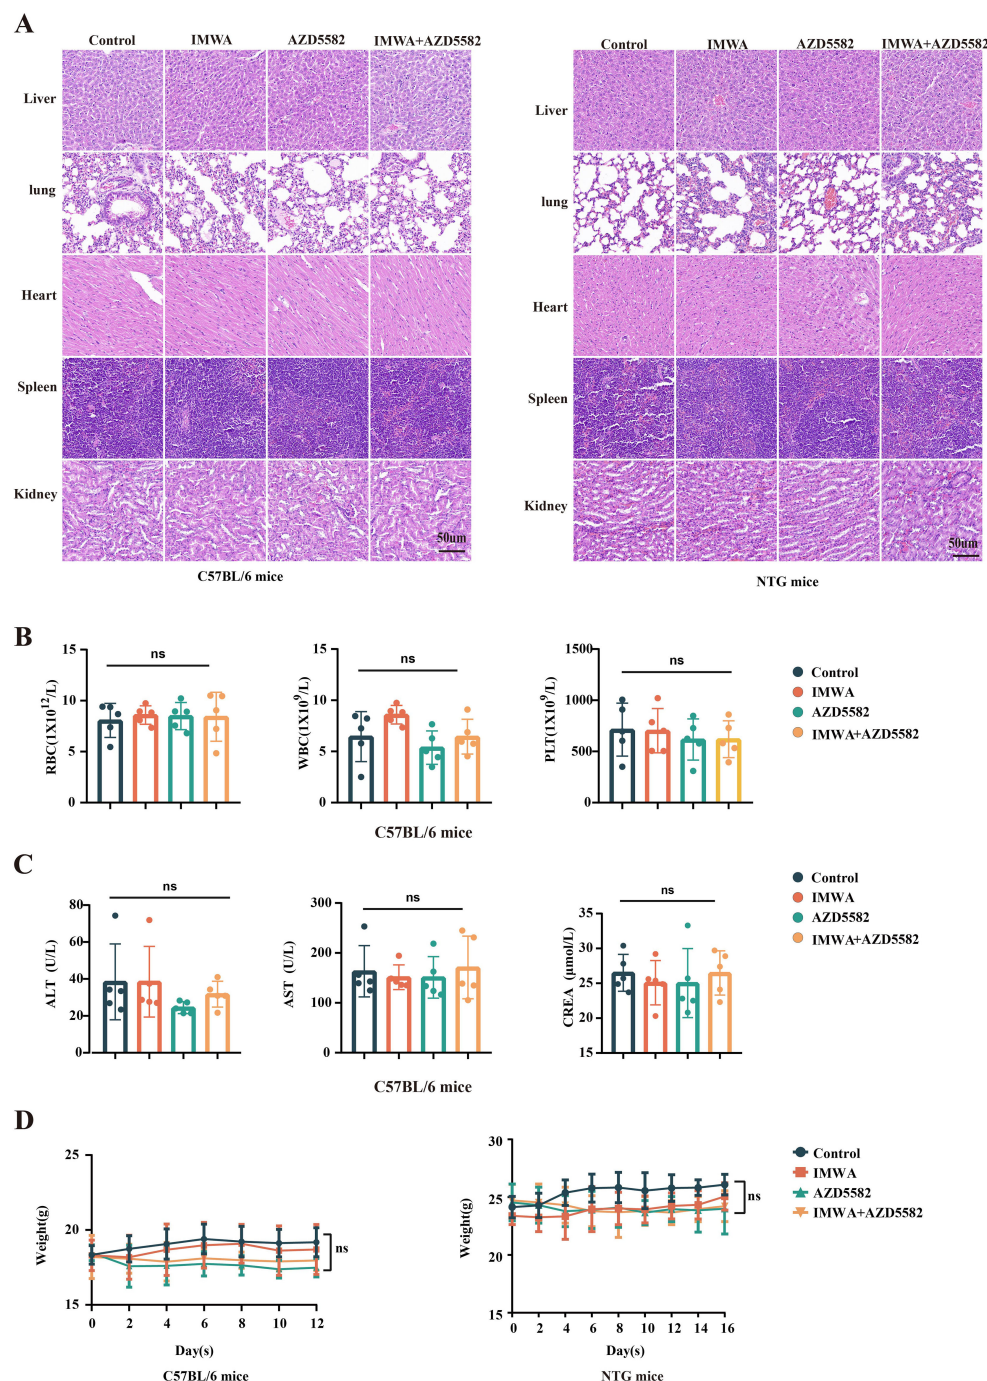 A
Control IMWA AZD5582 IMWA+AZD5582
Liver
lung
Heart
Spleen
Kidney
50um
C57BL/6 mice
Control IMWA AZD5582 IMWA+AZD5582
Liver
lung
Heart
Spleen
Kidney
50um
NTG mice
B
RBC(1X10¹²/L)
15
10
5
0
ns
WBC(1X10⁹/L)
15
10
5
0
ns
PLT(1X10⁹/L)
1500
1000
500
0
ns
Control
IMWA
AZD5582
IMWA+AZD5582
C57BL/6 mice
C
ALT (U/L)
80
60
40
20
0
ns
AST (U/L)
300
200
100
0
ns
CREA (μmol/L)
35
30
25
20
15
ns
Control
IMWA
AZD5582
IMWA+AZD5582
C57BL/6 mice
D
Weight(g)
25
20
15
0 2 4 6 8 10 12
ns
Day(s)
C57BL/6 mice
Weight(g)
30
25
20
15
0 2 4 6 8 10 12 14 16
ns
Day(s)
NTG mice
Control
IMWA
AZD5582
IMWA+AZD5582